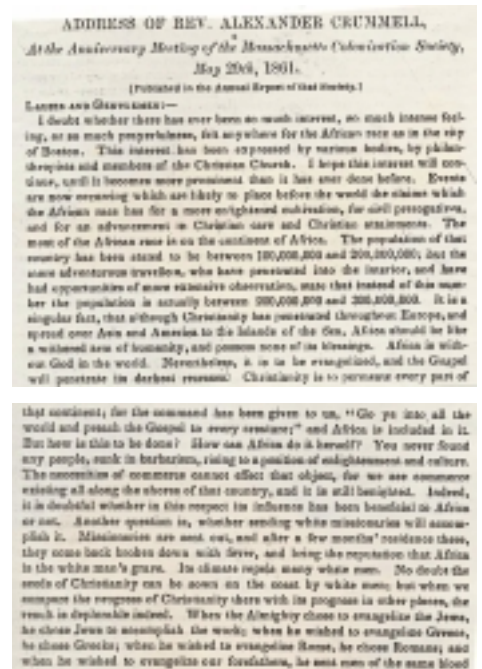 ADDRESS OF REV. ALEXANDER CRUMMELL,
At the Anniversary Meeting of the Massachusetts Colonization Society,
May 29th, 1861.
[Published in the Annual Report of that Society.]
LADIES AND GENTLEMEN:—
I doubt whether there has ever been so much interest, so much intense feel-
ing, or so much prayerfulness, felt anywhere for the African race as in the city
of Boston. This interest has been expressed by various bodies, by philan-
thropists and members of the Christian Church. I hope this interest will con-
tinue, until it becomes more prominent than it has ever done before. Events
are now occurring which are likely to place before the world the claims which
the African race has for a more enlightened cultivation, for civil prerogatives,
and for an advancement in Christian care and Christian attainments. The
most of the African race is on the continent of Africa. The population of that
country has been stated to be between 100,000,000 and 200,000,000; but the
more adventurous travellers, who have penetrated into the interior, and have
had opportunities of more extensive observation, state that instead of this num-
ber the population is actually between 200,000,000 and 300,000,000. It is a
singular fact, that although Christianity has penetrated throughout Europe, and
spread over Asia and America to the Islands of the Sea, Africa should be like
a withered arm of humanity, and possess none of its blessings. Africa is with-
out God in the world. Nevertheless, it is to be evangelized, and the Gospel
will penetrate its darkest recesses. Christianity is to permeate every part of
that continent; for the command has been given to us, "Go ye into all the
world and preach the Gospel to every creature;" and Africa is included in it.
But how is this to be done? How can Africa do it herself? You never found
any people, sunk in barbarism, rising to a position of enlightenment and culture.
The necessities of commerce cannot effect that object, for we see commerce
existing all along the shores of that country, and it is still benighted. Indeed,
it is doubtful whether in this respect its influence has been beneficial to Africa
or not. Another question is, whether sending white missionaries will accom-
plish it. Missionaries are sent out, and after a few months' residence there,
they come back broken down with fever, and bring the reputation that Africa
is the white man's grave. Its climate repels many white men. No doubt the
seeds of Christianity can be sown on the coast by white men; but when we
compare the progress of Christianity there with its progress in other places, the
result is deplorable indeed. When the Almighty chose to evangelize the Jews,
he chose Jews to accomplish the work; when he wished to evangelize Greece,
he chose Greeks; when he wished to evangelize Rome, he chose Romans; and
when he wished to evangelize our forefathers, he sent men of the same blood